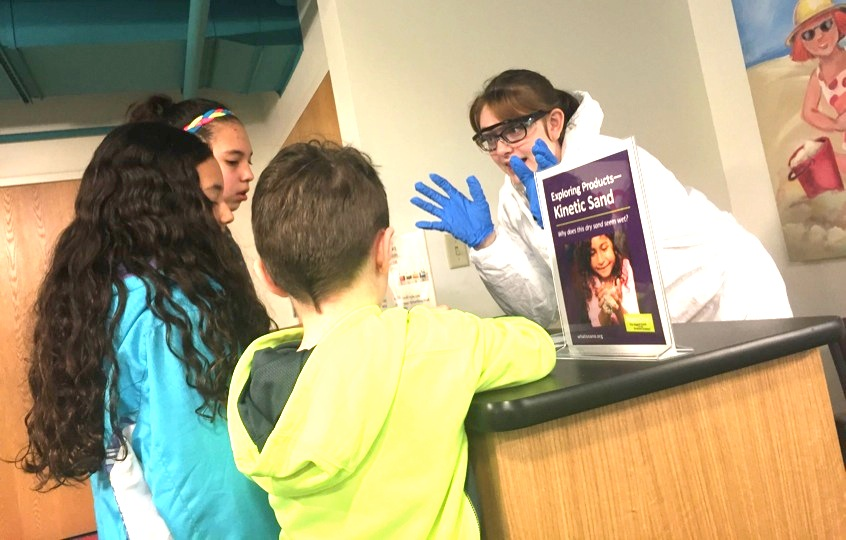 Exploring Products—
Kinetic Sand
Why does this dry sand seem wet?
whatisnano.org